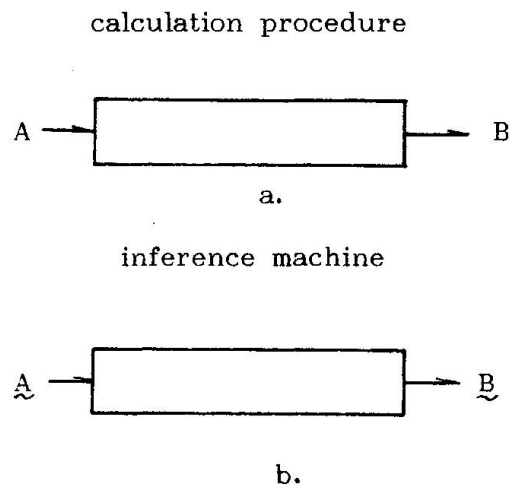 calculation procedure
A B
a.
inference machine
A B
b.